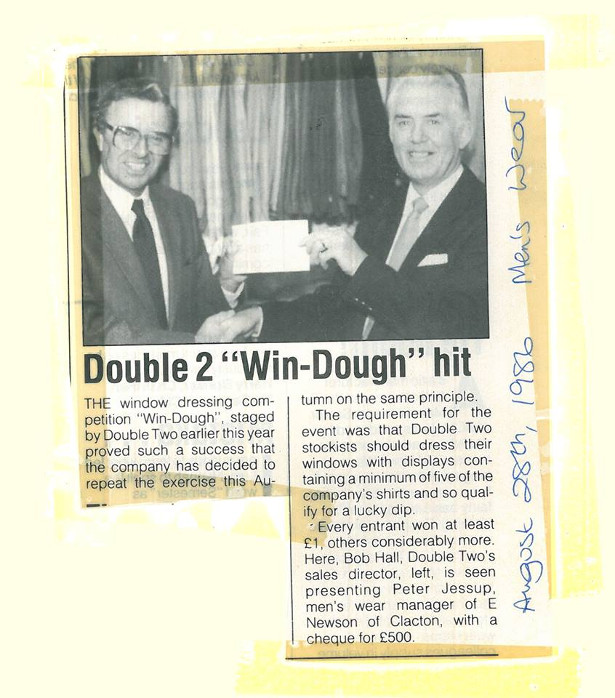 Double 2 "Win-Dough" hit
THE window dressing com-
petition "Win-Dough", staged
by Double Two earlier this year
proved such a success that
the company has decided to
repeat the exercise this Au-
tumn on the same principle.
The requirement for the
event was that Double Two
stockists should dress their
windows with displays con-
taining a minimum of five of the
company's shirts and so qual-
ify for a lucky dip.
Every entrant won at least
£1, others considerably more.
Here, Bob Hall, Double Two's
sales director, left, is seen
presenting Peter Jessup,
men's wear manager of E
Newson of Clacton, with a
cheque for £500.
August 28th, 1986 Men's Wear